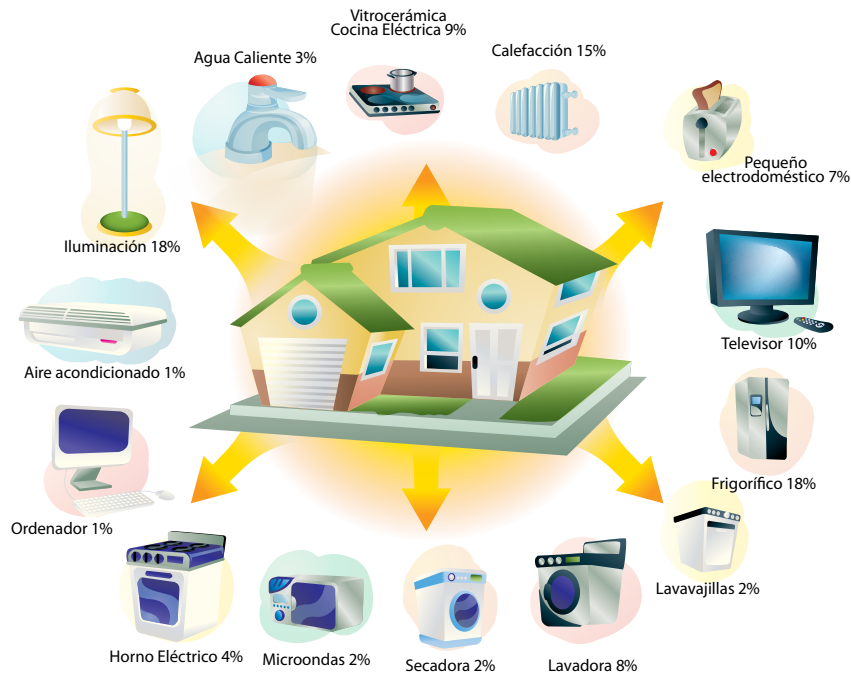 Vitrocerámica
Cocina Eléctrica 9%
Agua Caliente 3%
Calefacción 15%
Pequeño
electrodoméstico 7%
Iluminación 18%
Televisor 10%
Aire acondicionado 1%
Frigorífico 18%
Ordenador 1%
Lavavajillas 2%
Horno Eléctrico 4%
Microondas 2%
Secadora 2%
Lavadora 8%